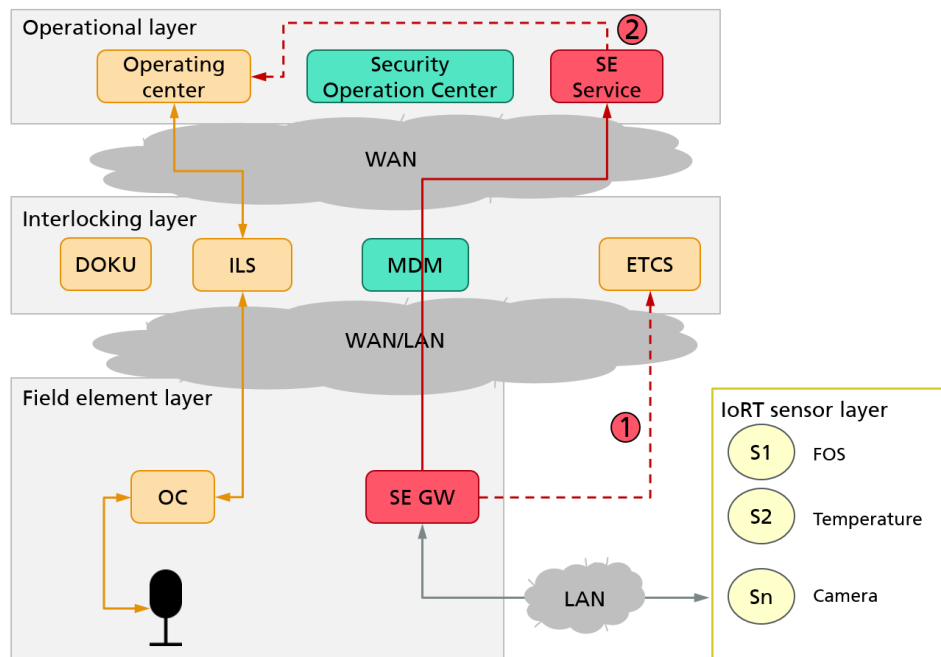 Operational layer
2
Operating
center
Security
Operation Center
SE
Service
WAN
Interlocking layer
DOKU
ILS
MDM
ETCS
WAN/LAN
Field element layer
1
IoRT sensor layer
S1
FOS
OC
SE GW
S2
Temperature
LAN
Sn
Camera